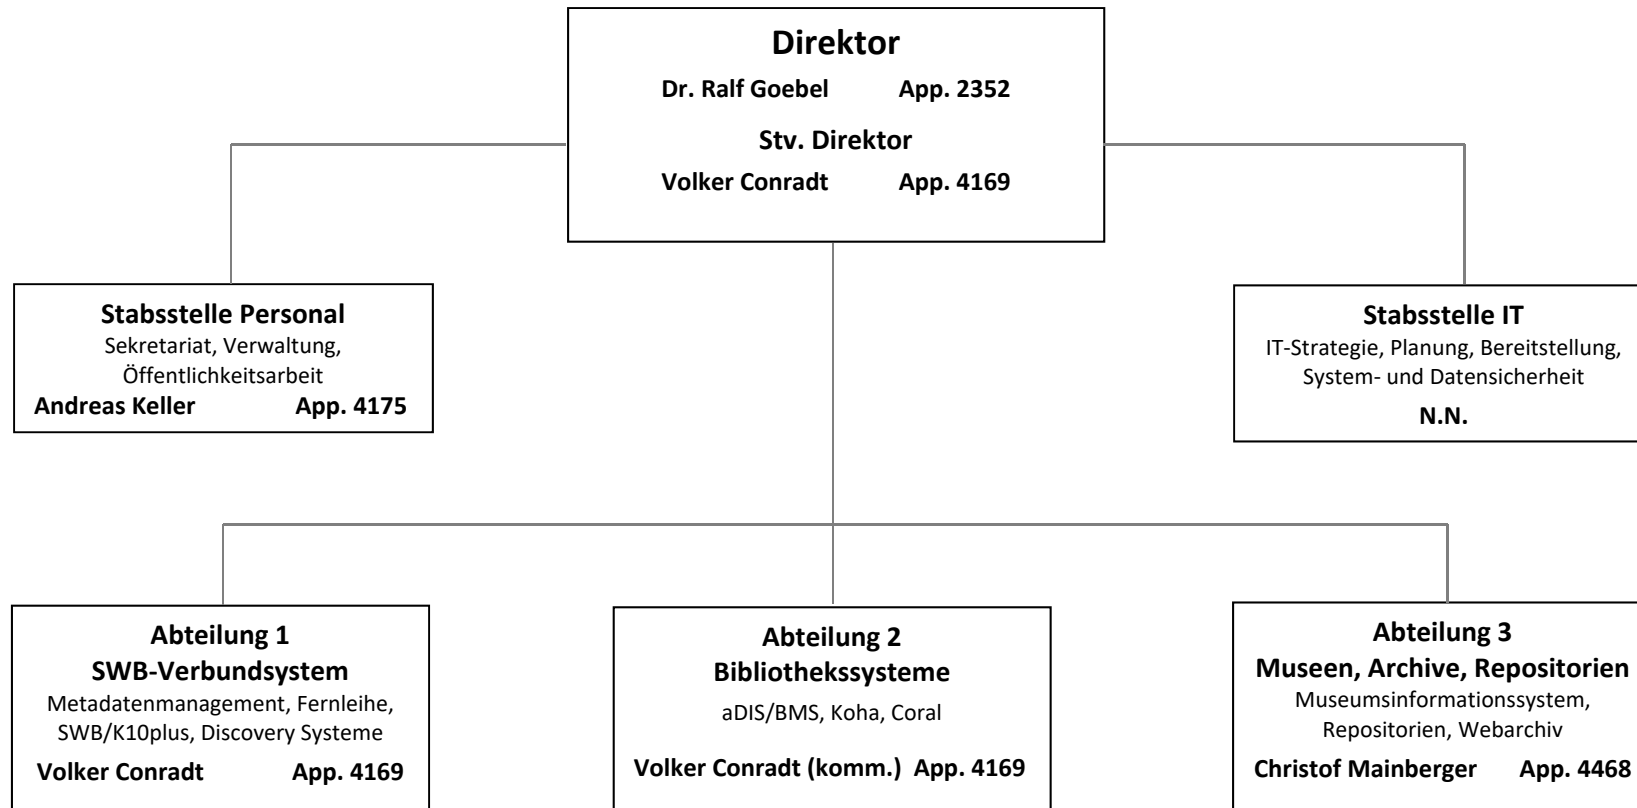 Direktor
Dr. Ralf Goebel App. 2352
Stv. Direktor
Volker Conradt App. 4169
Stabsstelle Personal
Sekretariat, Verwaltung,
Öffentlichkeitsarbeit
Andreas Keller App. 4175
Stabsstelle IT
IT-Strategie, Planung, Bereitstellung,
System- und Datensicherheit
N.N.
Abteilung 1
SWB-Verbundsystem
Metadatenmanagement, Fernleihe,
SWB/K10plus, Discovery Systeme
Volker Conradt App. 4169
Abteilung 2
Bibliothekssysteme
aDIS/BMS, Koha, Coral
Volker Conradt (komm.) App. 4169
Abteilung 3
Museen, Archive, Repositorien
Museumsinformationssystem,
Repositorien, Webarchiv
Christof Mainberger App. 4468